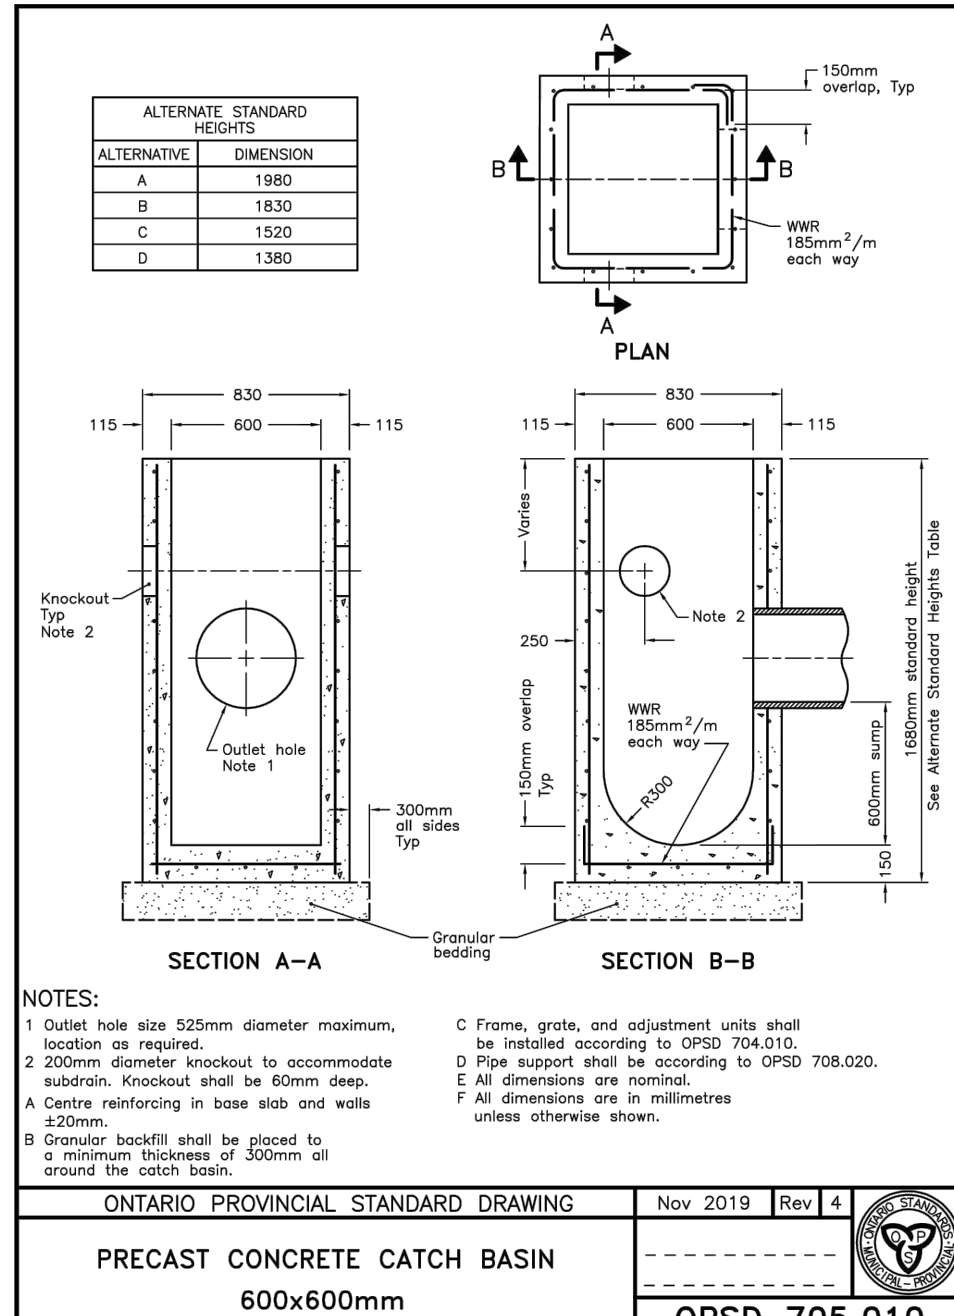 ALTERNATE STANDARD
HEIGHTS
ALTERNATIVE DIMENSION
A 1980
B 1830
C 1520
D 1380
A
150mm
overlap, Typ
B
B
WWR
185mm²/m
each way
A
PLAN
830
115 600 115
Knockout
Typ
Note 2
Outlet hole
Note 1
300mm
all sides
Typ
SECTION A–A
830
115 600 115
Varies
Note 2
250
WWR
185mm²/m
each way
150mm overlap
Typ
R300
600mm sump
150
1680mm standard height
See Alternate Standard Heights Table
Granular
bedding
SECTION B–B
NOTES:
1 Outlet hole size 525mm diameter maximum,
location as required.
2 200mm diameter knockout to accommodate
subdrain. Knockout shall be 60mm deep.
A Centre reinforcing in base slab and walls
±20mm.
B Granular backfill shall be placed to
a minimum thickness of 300mm all
around the catch basin.
C Frame, grate, and adjustment units shall
be installed according to OPSD 704.010.
D Pipe support shall be according to OPSD 708.020.
E All dimensions are nominal.
F All dimensions are in millimetres
unless otherwise shown.
ONTARIO PROVINCIAL STANDARD DRAWING
Nov 2019 Rev 4
PRECAST CONCRETE CATCH BASIN
600x600mm
ONTARIO STANDARDS
MUNICIPAL – PROVINCIAL
O P S
OPSD 705.010